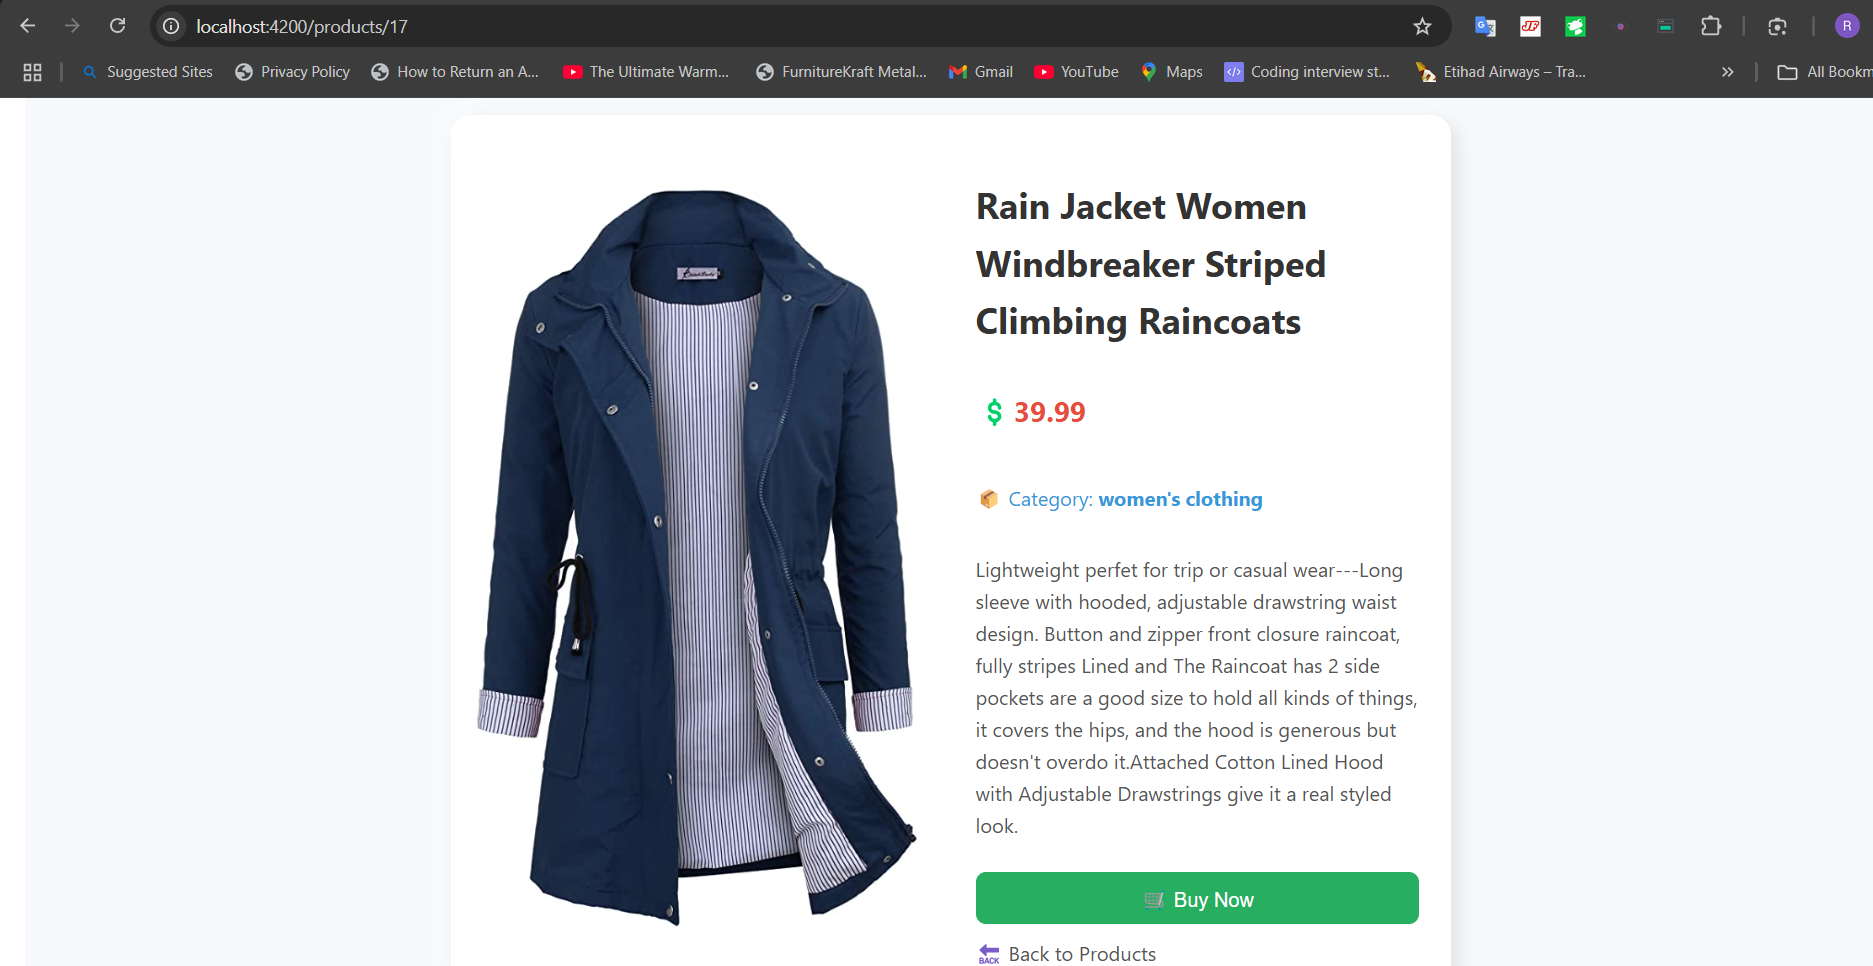 localhost:4200/products/17
R
Suggested Sites
Privacy Policy
How to Return an A...
The Ultimate Warm...
FurnitureKraft Metal...
Gmail
YouTube
Maps
Coding interview st...
Etihad Airways – Tra...
»
All Bookm
Rain Jacket Women
Windbreaker Striped
Climbing Raincoats
$ 39.99
Category: women's clothing
Lightweight perfet for trip or casual wear---Long
sleeve with hooded, adjustable drawstring waist
design. Button and zipper front closure raincoat,
fully stripes Lined and The Raincoat has 2 side
pockets are a good size to hold all kinds of things,
it covers the hips, and the hood is generous but
doesn't overdo it.Attached Cotton Lined Hood
with Adjustable Drawstrings give it a real styled
look.
Buy Now
BACK Back to Products